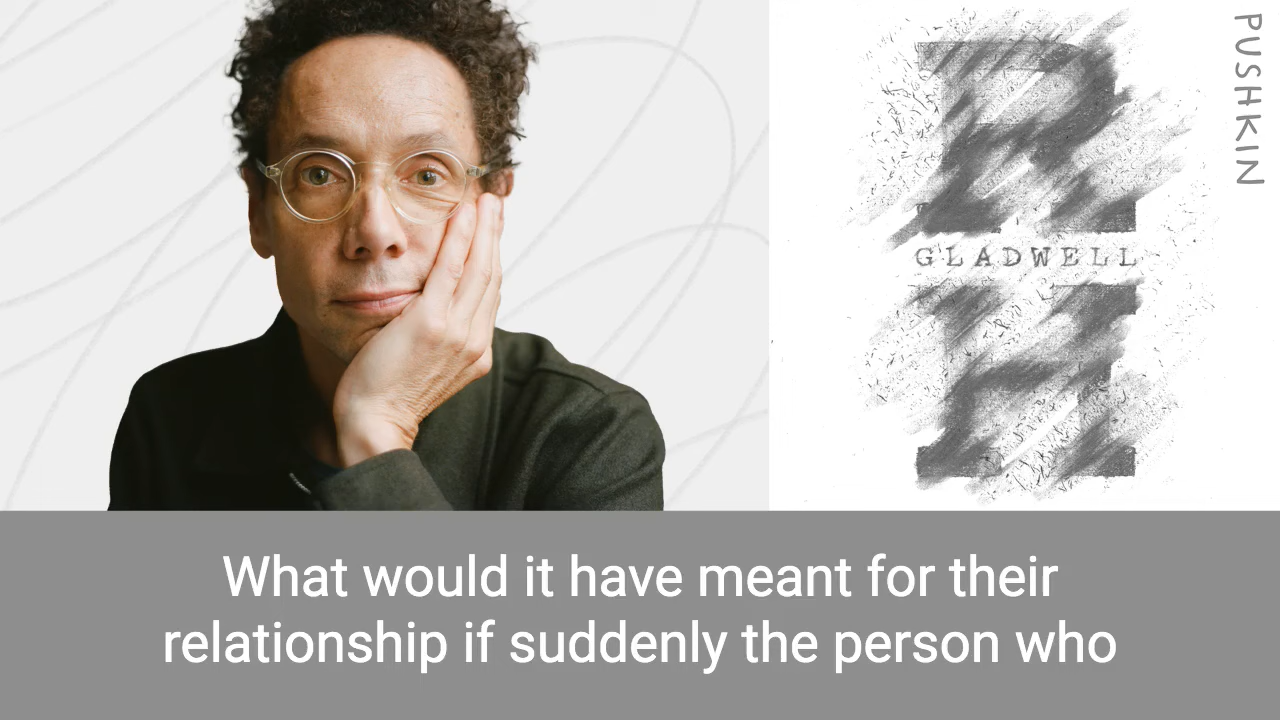 PUSHKIN
R
GLADWELL
H
What would it have meant for their
relationship if suddenly the person who